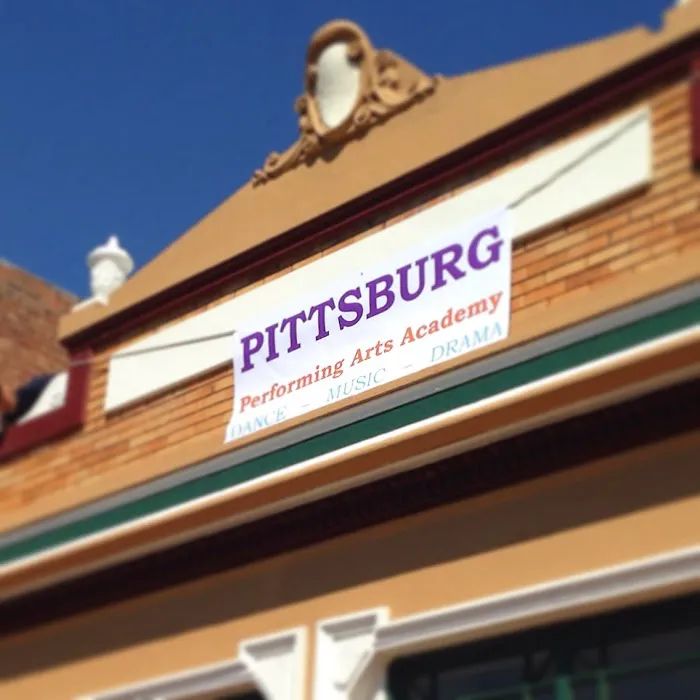 PITTSBURG
Performing Arts Academy
DANCE – MUSIC – DRAMA